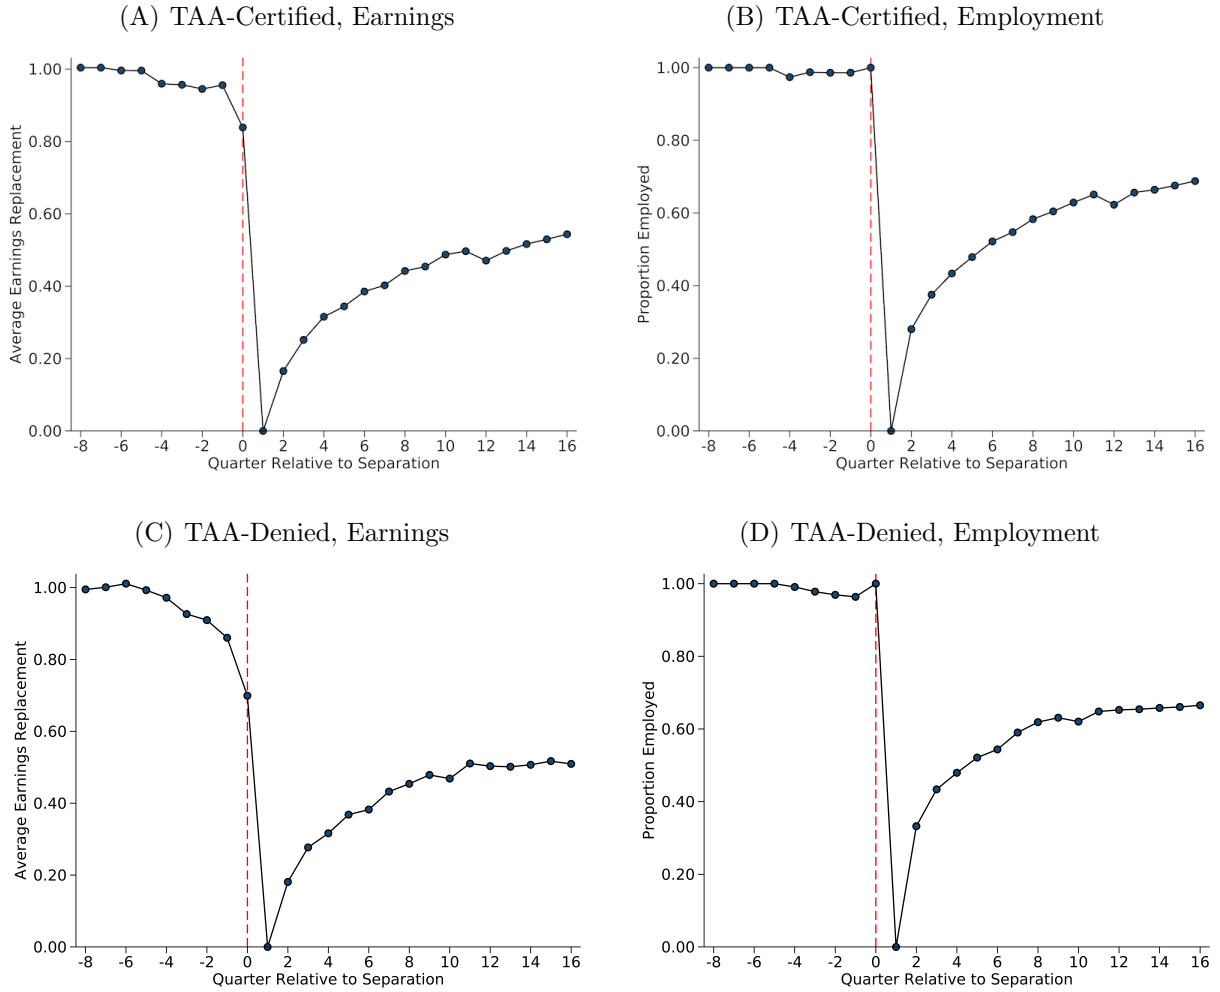 (A) TAA-Certified, Earnings
Average Earnings Replacement
1.00
0.80
0.60
0.40
0.20
0.00
-8 -6 -4 -2 0 2 4 6 8 10 12 14 16
Quarter Relative to Separation
(B) TAA-Certified, Employment
Proportion Employed
1.00
0.80
0.60
0.40
0.20
0.00
-8 -6 -4 -2 0 2 4 6 8 10 12 14 16
Quarter Relative to Separation
(C) TAA-Denied, Earnings
Average Earnings Replacement
1.00
0.80
0.60
0.40
0.20
0.00
-8 -6 -4 -2 0 2 4 6 8 10 12 14 16
Quarter Relative to Separation
(D) TAA-Denied, Employment
Proportion Employed
1.00
0.80
0.60
0.40
0.20
0.00
-8 -6 -4 -2 0 2 4 6 8 10 12 14 16
Quarter Relative to Separation